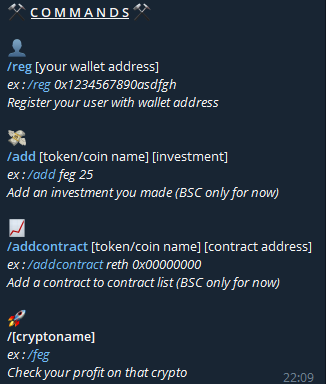 COMMANDS
/reg [your wallet address]
ex : /reg 0x1234567890asdfgh
Register your user with wallet address
/add [token/coin name] [investment]
ex : /add feg 25
Add an investment you made (BSC only for now)
/addcontract [token/coin name] [contract address]
ex : /addcontract reth 0x00000000
Add a contract to contract list (BSC only for now)
/[cryptoname]
ex : /feg
Check your profit on that crypto
22:09